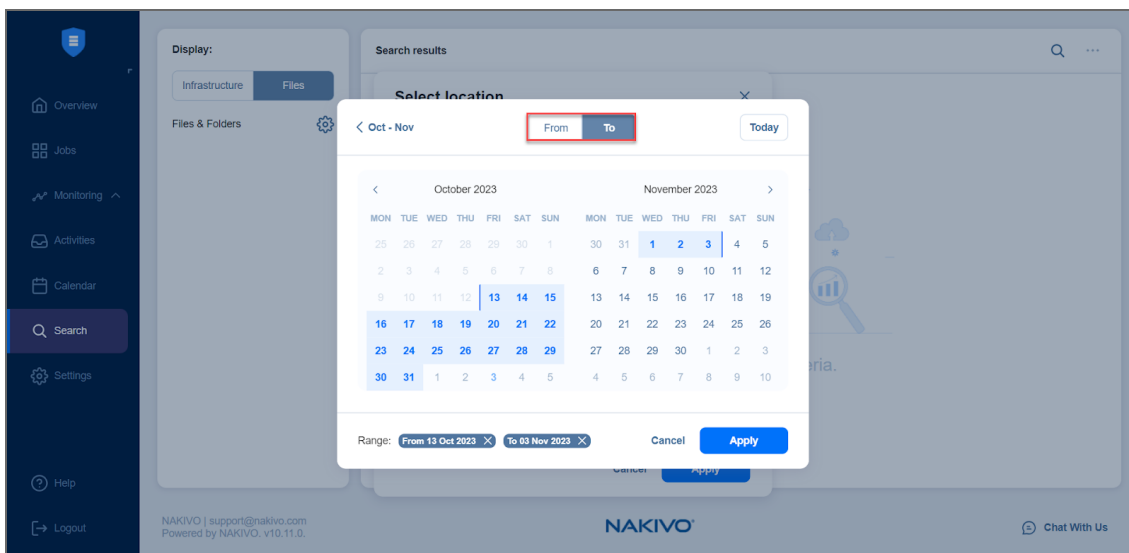 Display:
Infrastructure Files
Files & Folders
Overview
Jobs
Monitoring
Activities
Calendar
Search
Settings
Help
Logout
Search results
Select location
Oct - Nov
From To
Today
October 2023
MON TUE WED THU FRI SAT SUN
25 26 27 28 29 30 1
2 3 4 5 6 7 8
9 10 11 12 13 14 15
16 17 18 19 20 21 22
23 24 25 26 27 28 29
30 31 1 2 3 4 5
November 2023
MON TUE WED THU FRI SAT SUN
30 31 1 2 3 4 5
6 7 8 9 10 11 12
13 14 15 16 17 18 19
20 21 22 23 24 25 26
27 28 29 30 1 2 3
4 5 6 7 8 9 10
Range: From 13 Oct 2023 To 03 Nov 2023
Cancel Apply
Cancel Apply
NAKIVO | support@nakivo.com
Powered by NAKIVO. v10.11.0.
NAKIVO
Chat With Us